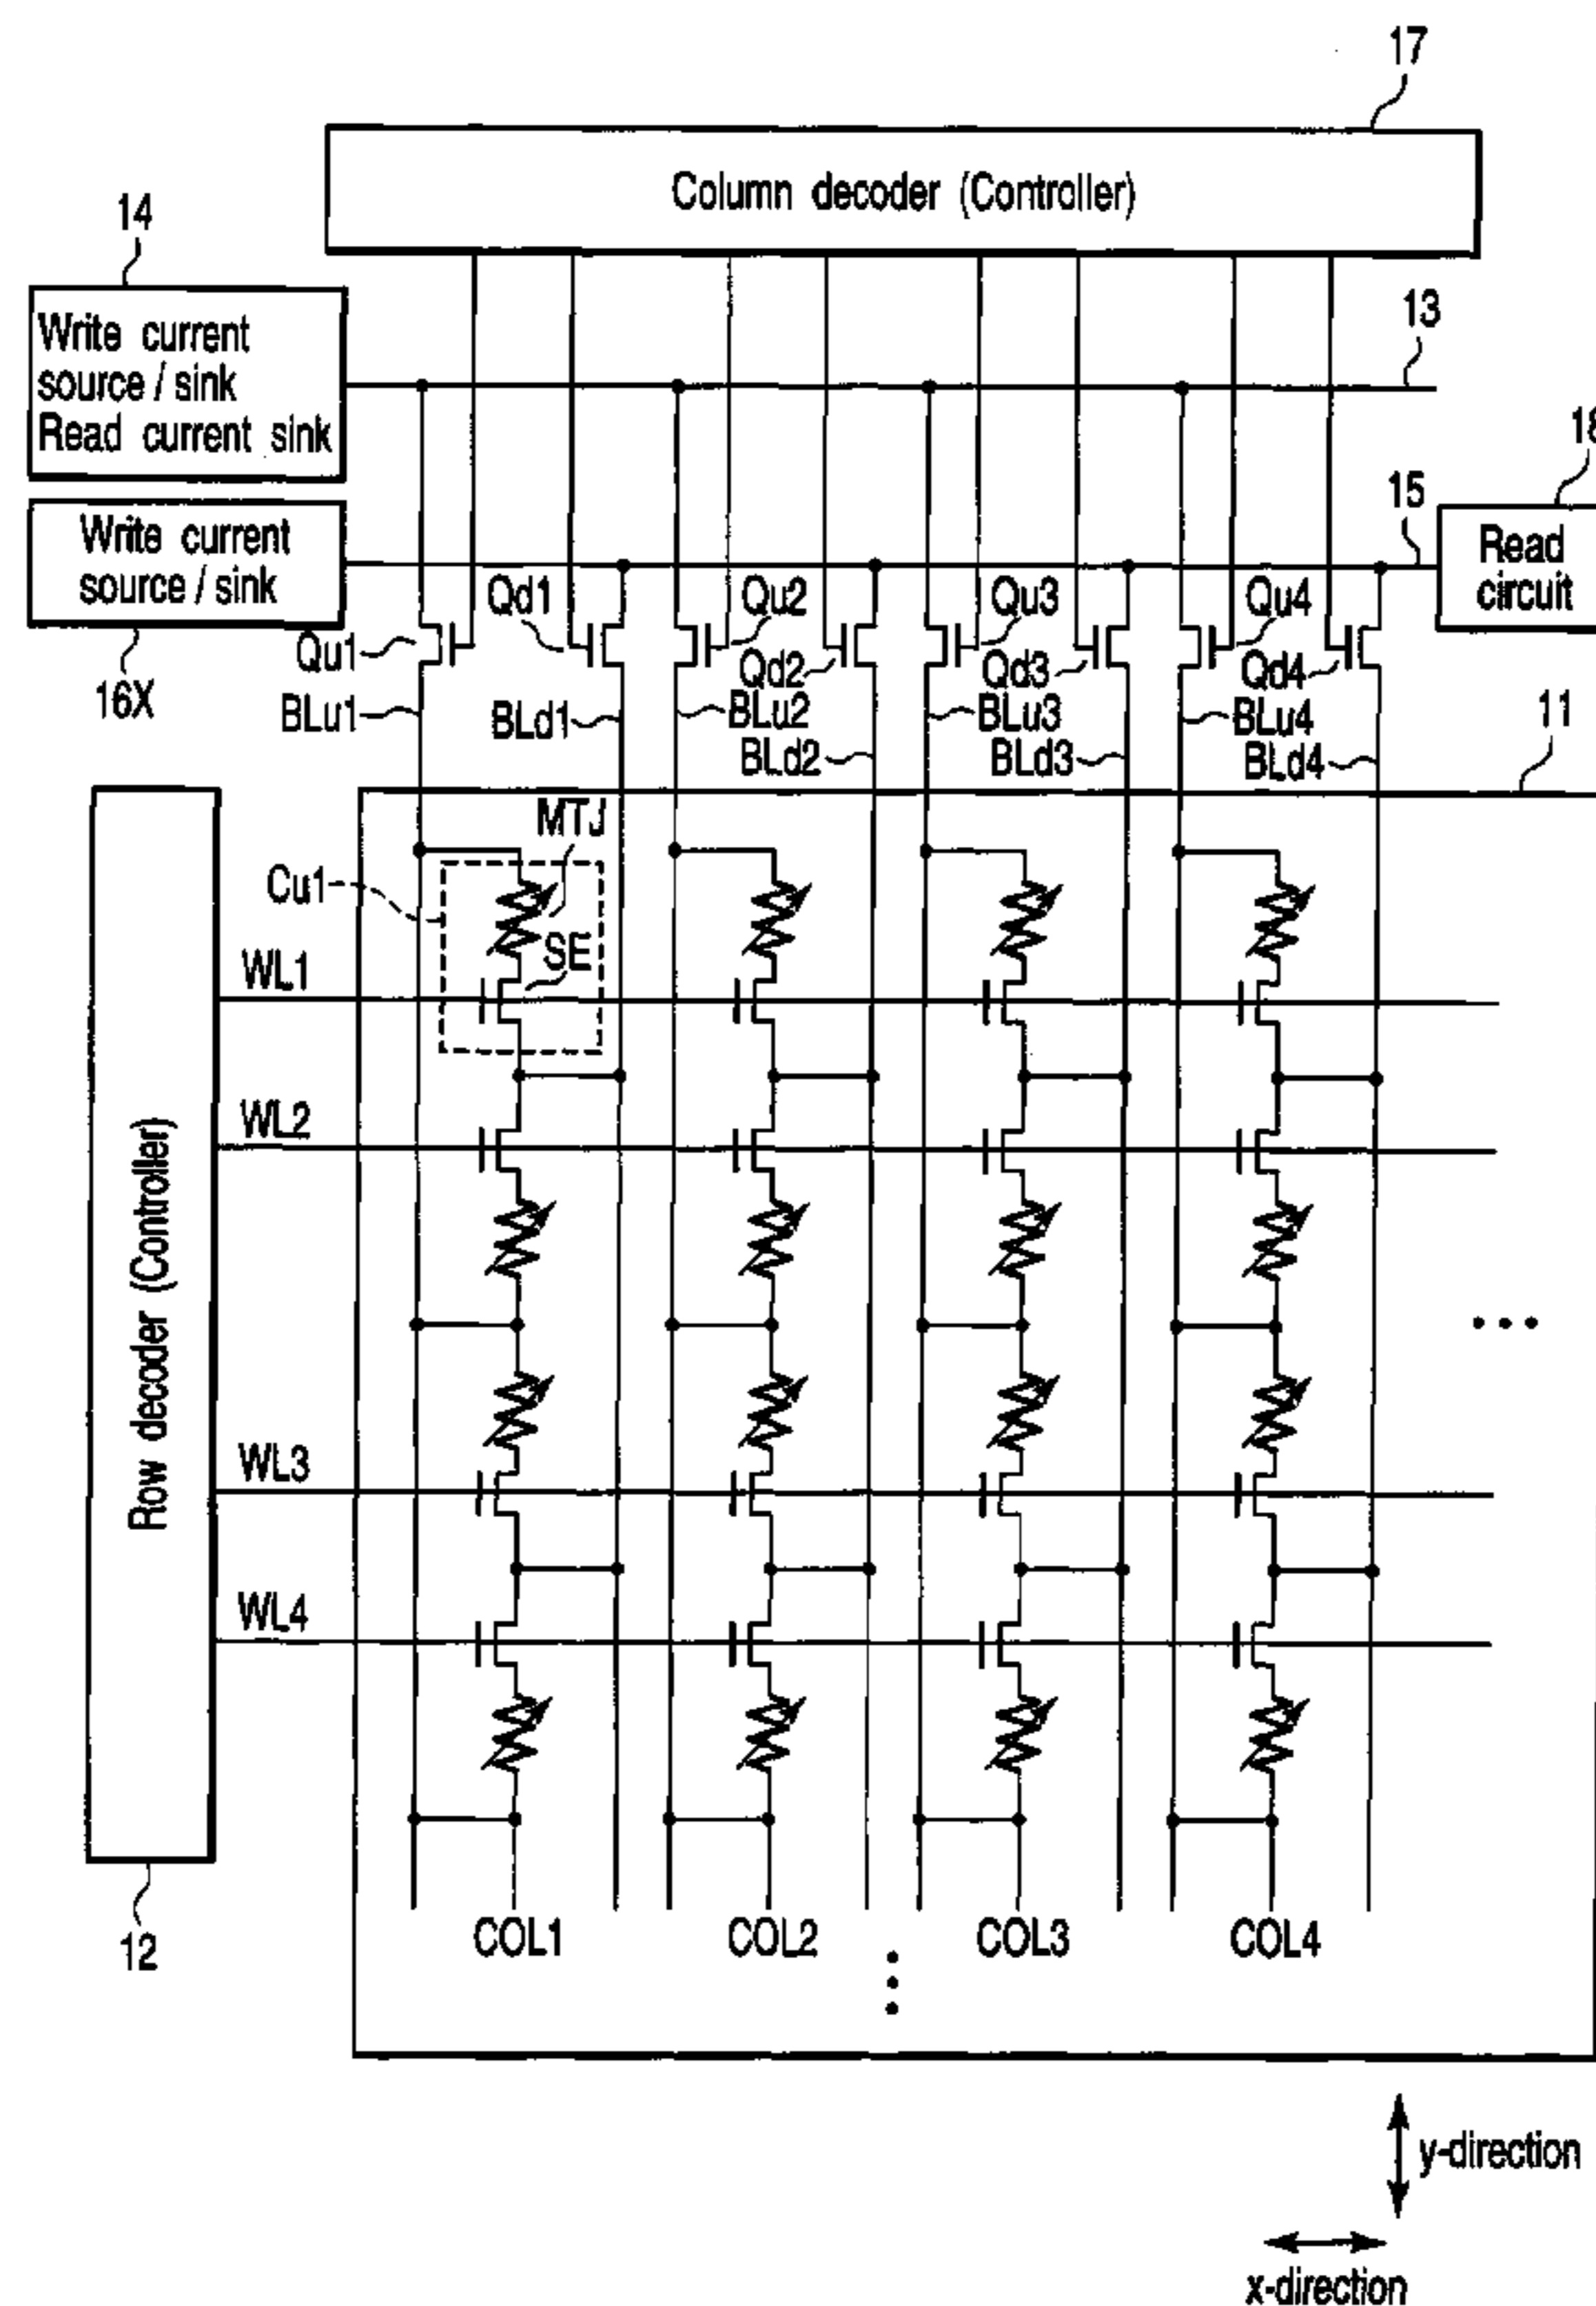 17
Column decoder (Controller)
14
Write current
source / sink
Read current sink
13
18
15
Write current
source / sink
Read
circuit
Qd1
Qu2
Qu3
Qu4
Qu1
Qd2
Qd3
Qd4
16X
BLu1
BLd1
BLu2
BLu3
BLu4
11
BLd2
BLd3
BLd4
MTJ
Cu1
SE
WL1
WL2
Row decoder (Controller)
WL3
WL4
12
COL1
COL2
COL3
COL4
y-direction
x-direction